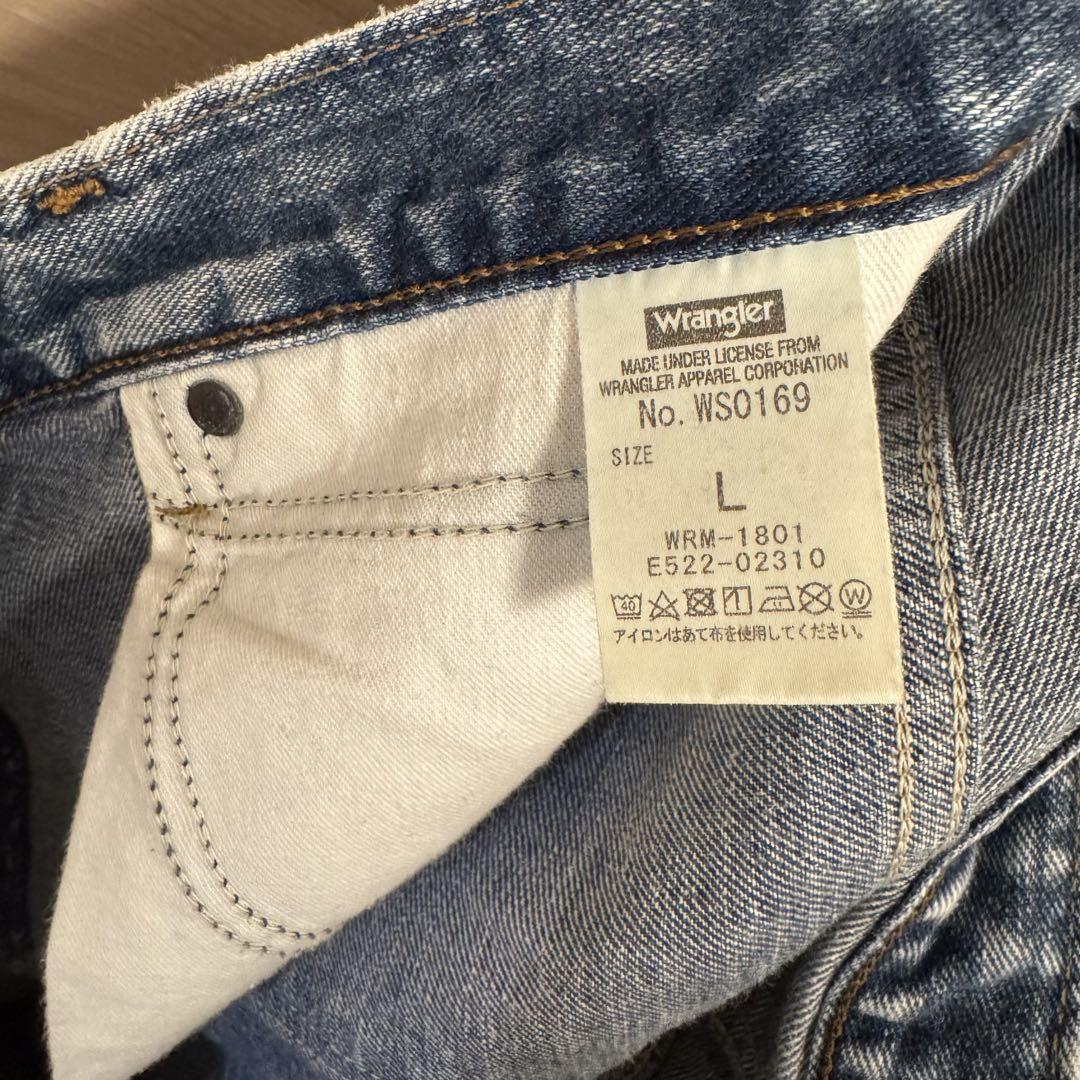 Wrangler
MADE UNDER LICENSE FROM
WRANGLER APPAREL CORPORATION
No. WS0169
SIZE
L
WRM-1801
E522-02310
40 W
アイロンはあて布を使用してください。